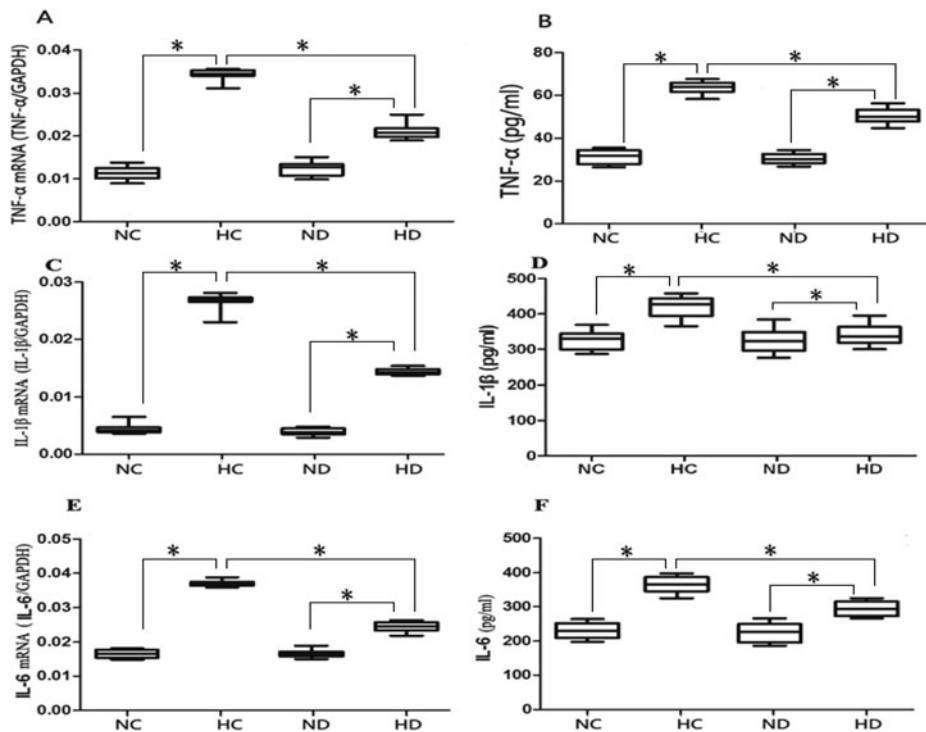 A
TNF-α mRNA (TNF-α/GAPDH)
0.04
0.03
0.02
0.01
0.00
*
*
*
NC HC ND HD
B
TNF-α (pg/ml)
80
60
40
20
0
*
*
*
NC HC ND HD
C
IL-1β mRNA (IL-1β/GAPDH)
0.03
0.02
0.01
0.00
*
*
*
NC HC ND HD
D
IL-1β (pg/ml)
500
400
300
200
100
0
*
*
*
NC HC ND HD
E
IL-6 mRNA ( IL-6/GAPDH)
0.05
0.04
0.03
0.02
0.01
0.00
*
*
*
NC HC ND HD
F
IL-6 (pg/ml)
500
400
300
200
100
0
*
*
*
NC HC ND HD